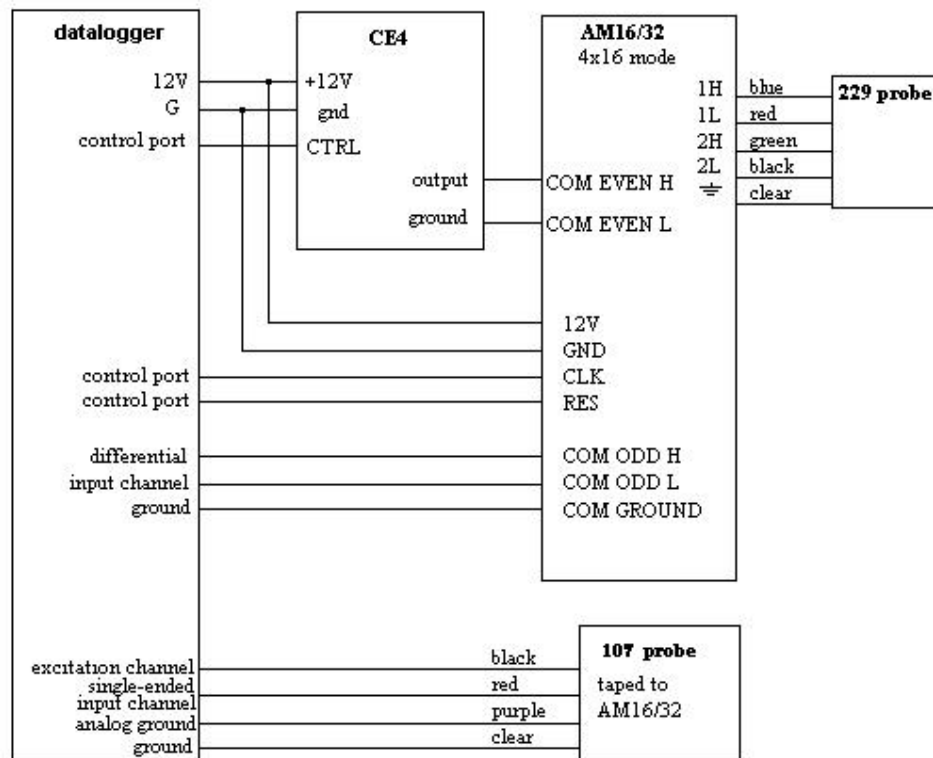 datalogger
12V
G
control port
control port
control port
differential
input channel
ground
excitation channel
single-ended
input channel
analog ground
ground
CE4
+12V
gnd
CTRL
output
ground
AM16/32
4x16 mode
1H
1L
2H
2L
COM EVEN H
COM EVEN L
12V
GND
CLK
RES
COM ODD H
COM ODD L
COM GROUND
blue
red
green
black
clear
229 probe
black
red
purple
clear
107 probe
taped to
AM16/32